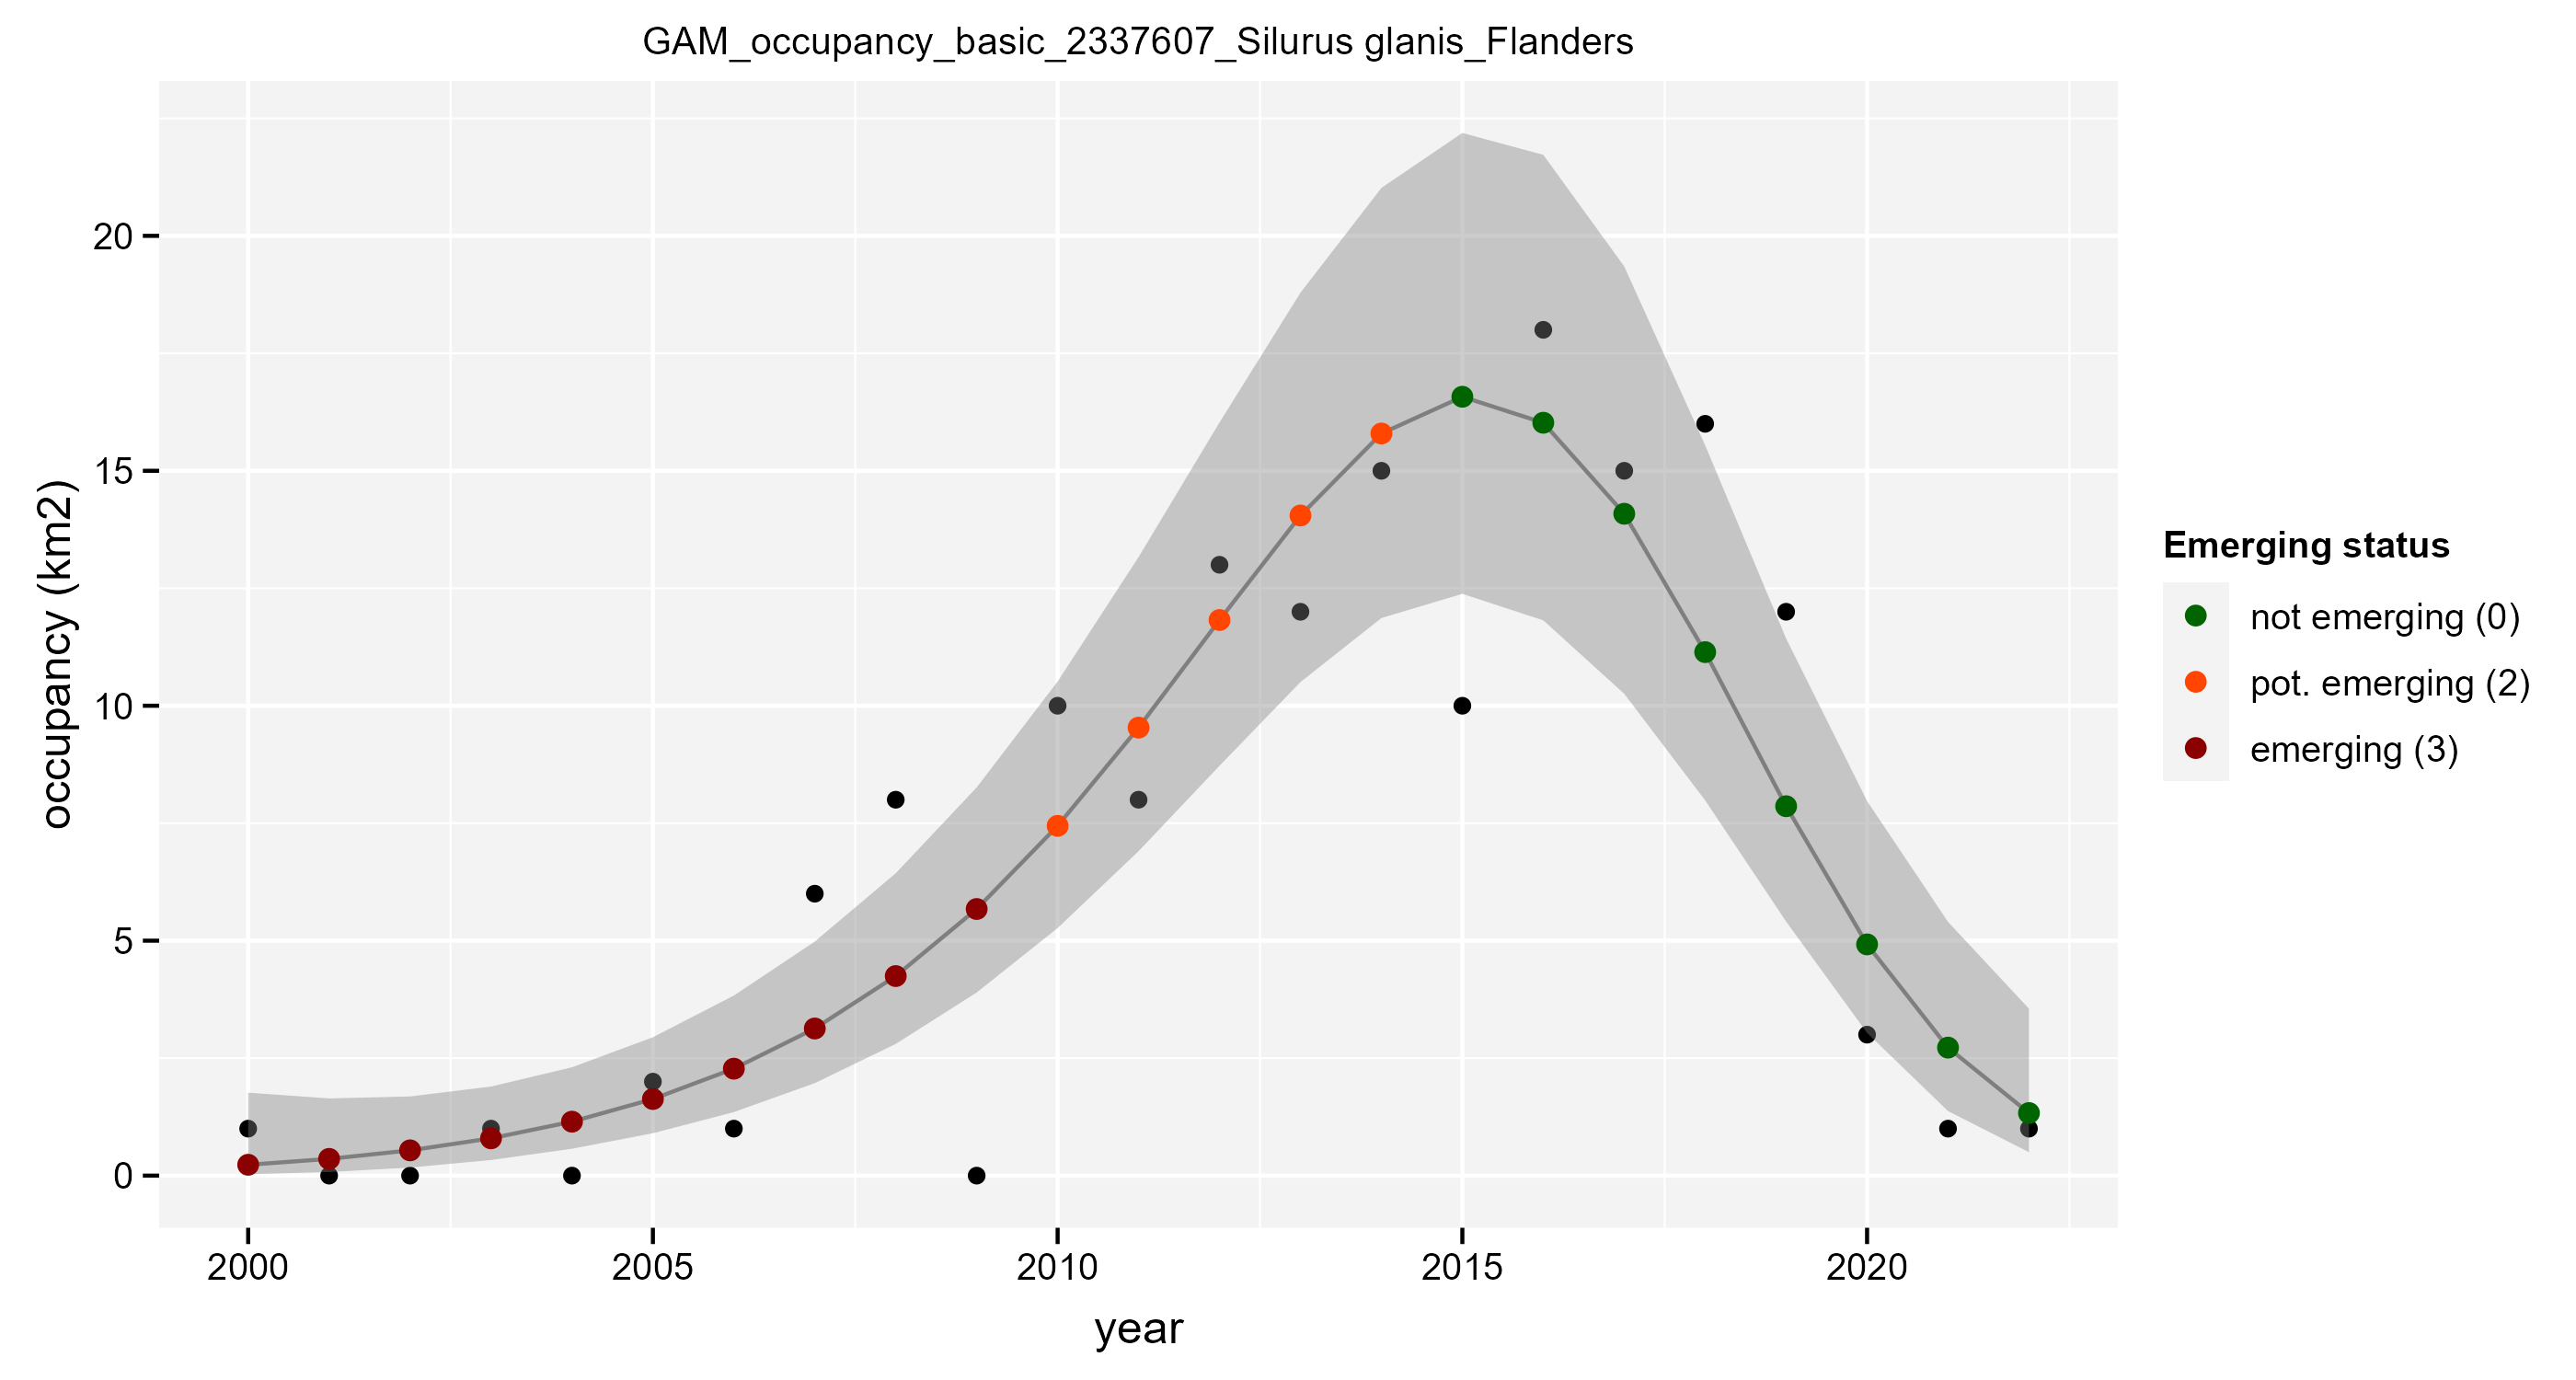 GAM_occupancy_basic_2337607_Silurus glanis_Flanders
occupancy (km2)
20
15
10
5
0
2000 2005 2010 2015 2020
year
Emerging status
not emerging (0)
pot. emerging (2)
emerging (3)